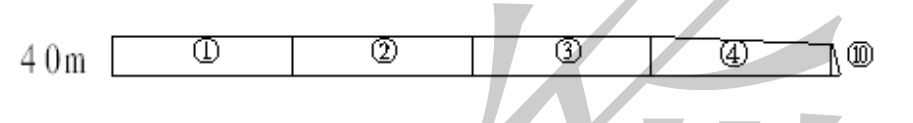 40m ① ② ③ ④ ⑩